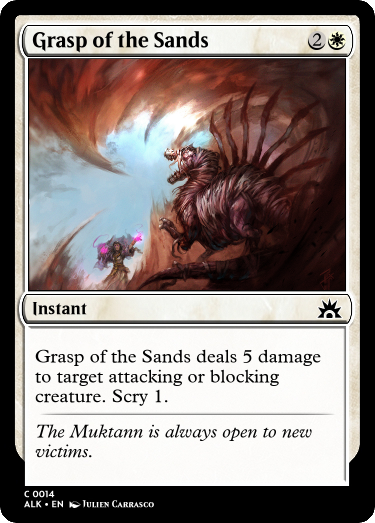 Grasp of the Sands 2
Instant
Grasp of the Sands deals 5 damage
to target attacking or blocking
creature. Scry 1.
The Muktann is always open to new
victims.
C 0014
ALK • EN Julien Carrasco